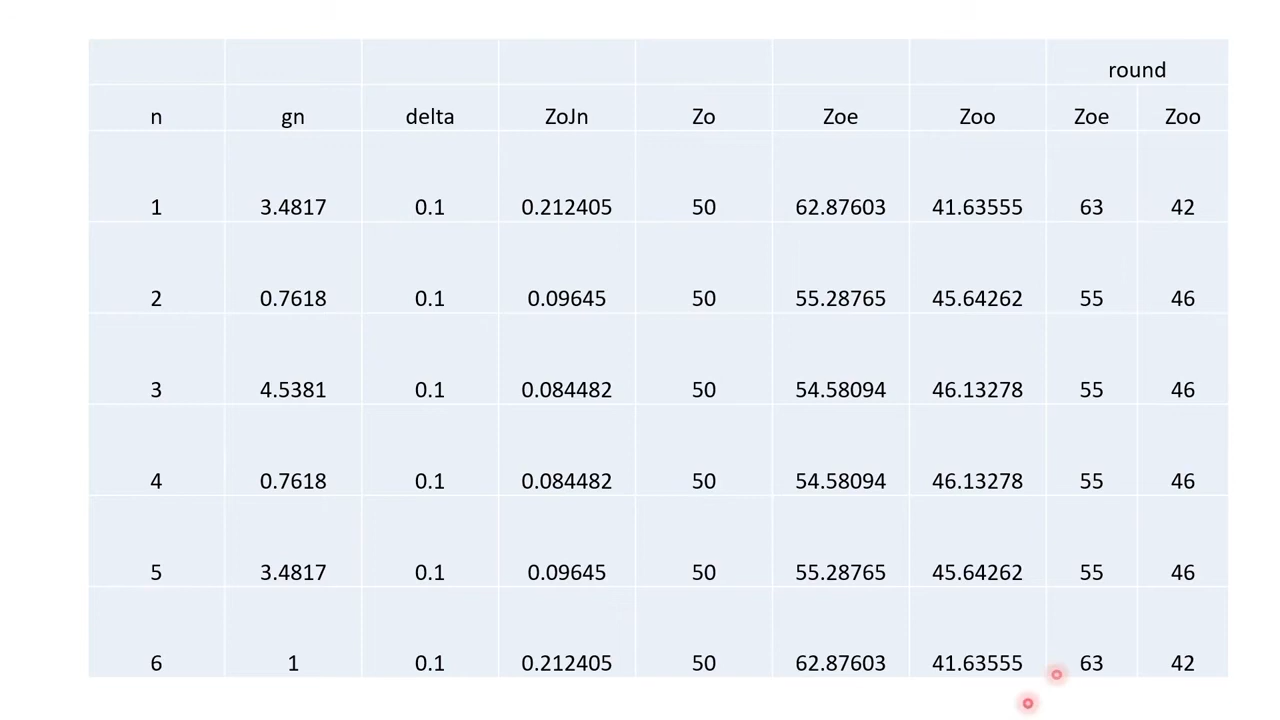 round
n gn delta ZoJn Zo Zoe Zoo Zoe Zoo
1 3.4817 0.1 0.212405 50 62.87603 41.63555 63 42
2 0.7618 0.1 0.09645 50 55.28765 45.64262 55 46
3 4.5381 0.1 0.084482 50 54.58094 46.13278 55 46
4 0.7618 0.1 0.084482 50 54.58094 46.13278 55 46
5 3.4817 0.1 0.09645 50 55.28765 45.64262 55 46
6 1 0.1 0.212405 50 62.87603 41.63555 63 42